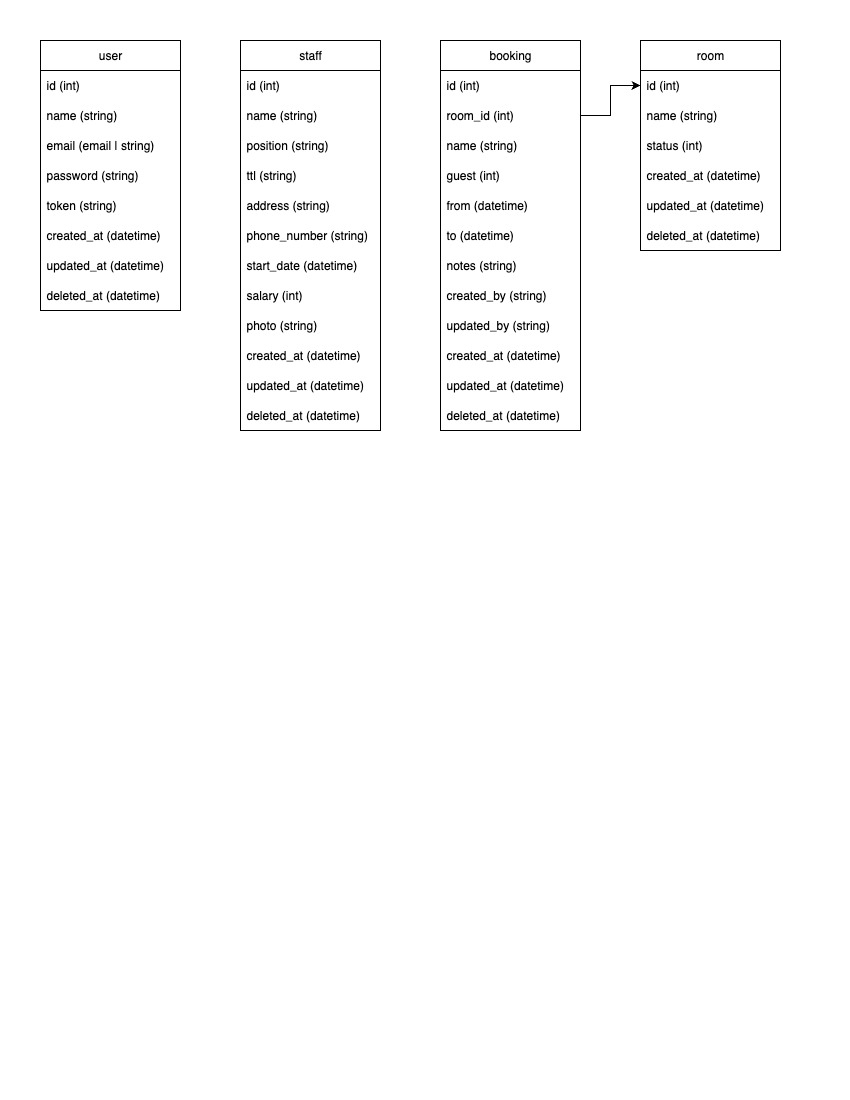 user
id (int)
name (string)
email (email | string)
password (string)
token (string)
created_at (datetime)
updated_at (datetime)
deleted_at (datetime)
staff
id (int)
name (string)
position (string)
ttl (string)
address (string)
phone_number (string)
start_date (datetime)
salary (int)
photo (string)
created_at (datetime)
updated_at (datetime)
deleted_at (datetime)
booking
id (int)
room_id (int)
name (string)
guest (int)
from (datetime)
to (datetime)
notes (string)
created_by (string)
updated_by (string)
created_at (datetime)
updated_at (datetime)
deleted_at (datetime)
room
id (int)
name (string)
status (int)
created_at (datetime)
updated_at (datetime)
deleted_at (datetime)